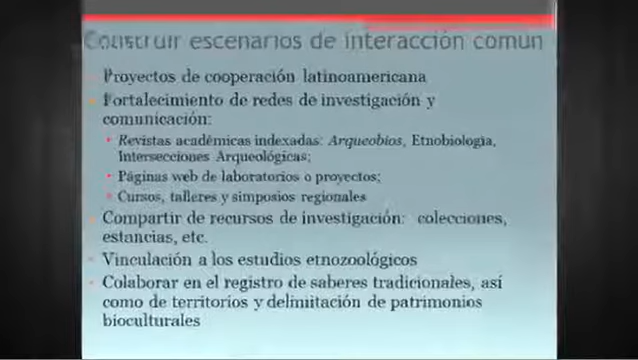 Construir escenarios de interacción común
Proyectos de cooperación latinoamericana
Fortalecimiento de redes de investigación y
comunicación:
Revistas académicas indexadas: Arqueobios, Etnobiología,
Intersecciones Arqueológicas;
Páginas web de laboratorios o proyectos;
Cursos, talleres y simposios regionales
Compartir de recursos de investigación: colecciones,
estancias, etc.
Vinculación a los estudios etnozoológicos
Colaborar en el registro de saberes tradicionales, así
como de territorios y delimitación de patrimonios
bioculturales